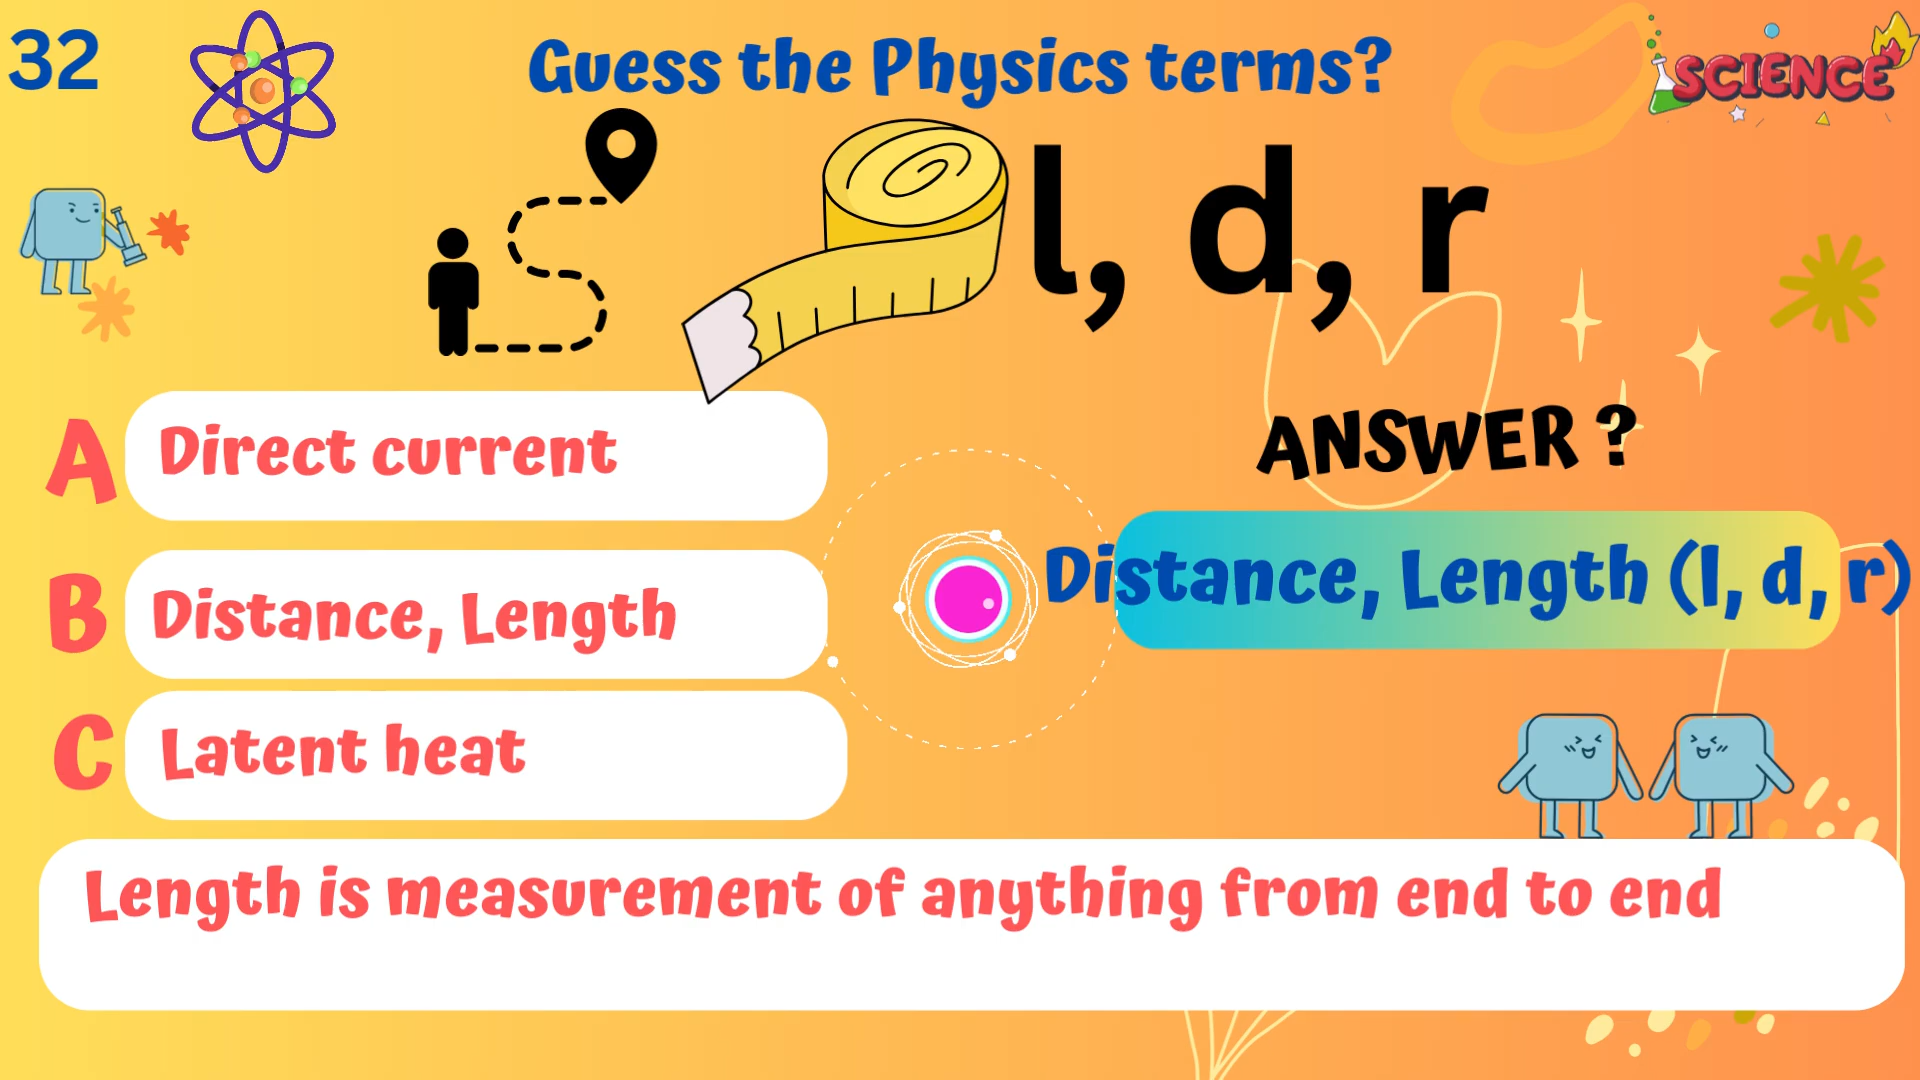 32
Guess the Physics terms?
SCIENCE
l, d, r
A Direct current
B Distance, Length
C Latent heat
ANSWER ?
Distance, Length (l, d, r)
Length is measurement of anything from end to end